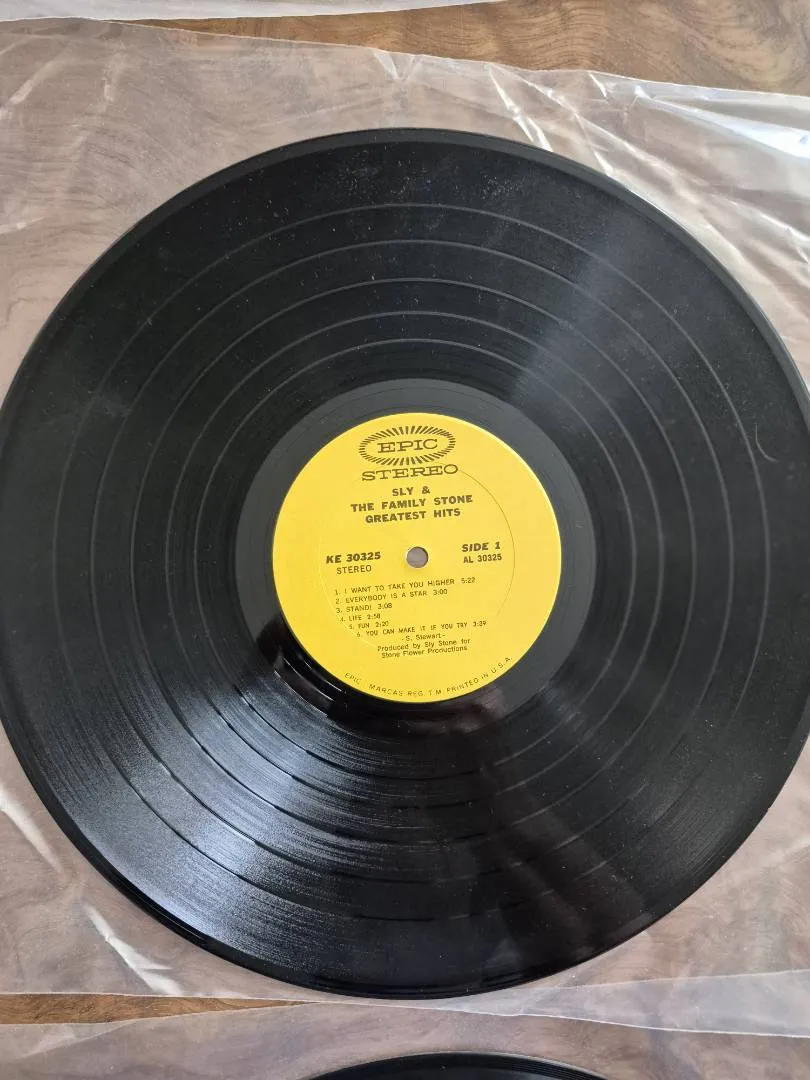 EPIC
STEREO
SLY &
THE FAMILY STONE
GREATEST HITS
KE 30325 SIDE 1
STEREO AL 30325
1. I WANT TO TAKE YOU HIGHER 5:22
2. EVERYBODY IS A STAR 3:00
3. STAND! 3:08
4. LIFE 2:58
5. FUN 2:20
6. YOU CAN MAKE IT IF YOU TRY 3:39
- S. Stewart -
Produced by Sly Stone for
Stone Flower Productions
EPIC, MARCAS REG. T.M. PRINTED IN U.S.A.